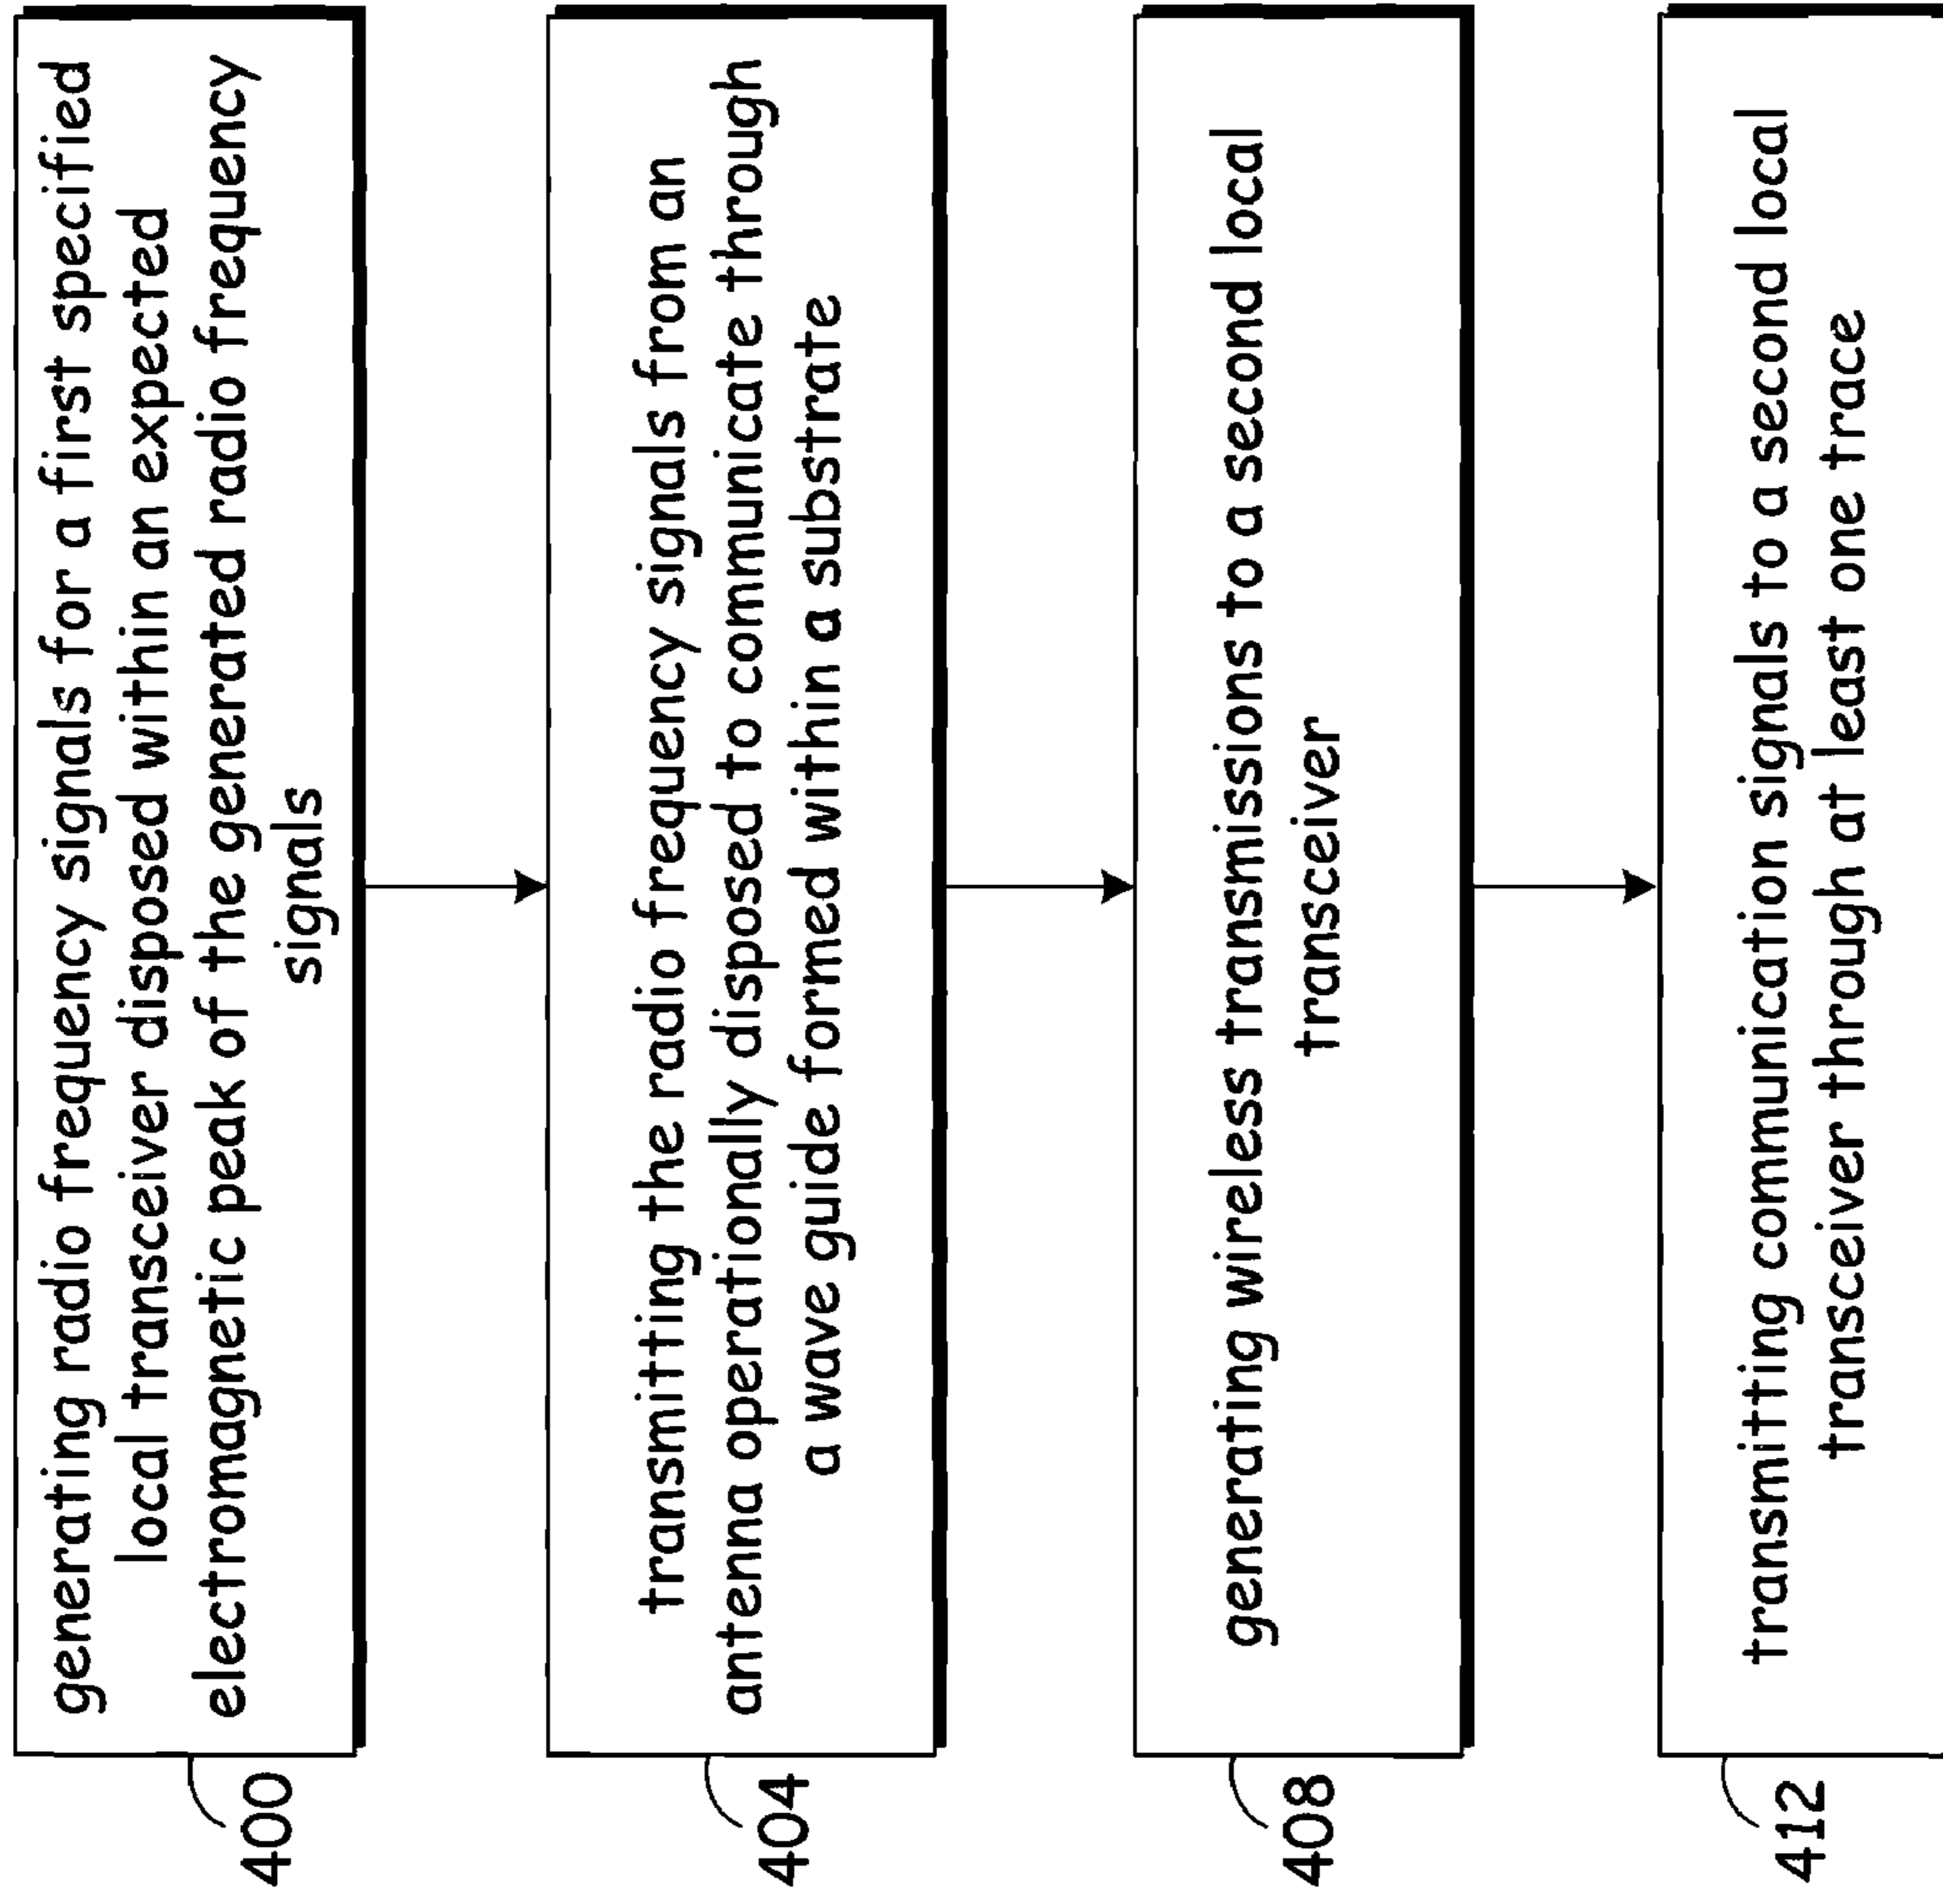 generating radio frequency signals for a first specified
local transceiver disposed within an expected
electromagnetic peak of the generated radio frequency
signals
400
transmitting the radio frequency signals from an
antenna operationally disposed to communicate through
a wave guide formed within a substrate
404
generating wireless transmissions to a second local
transceiver
408
transmitting communication signals to a second local
transceiver through at least one trace
412